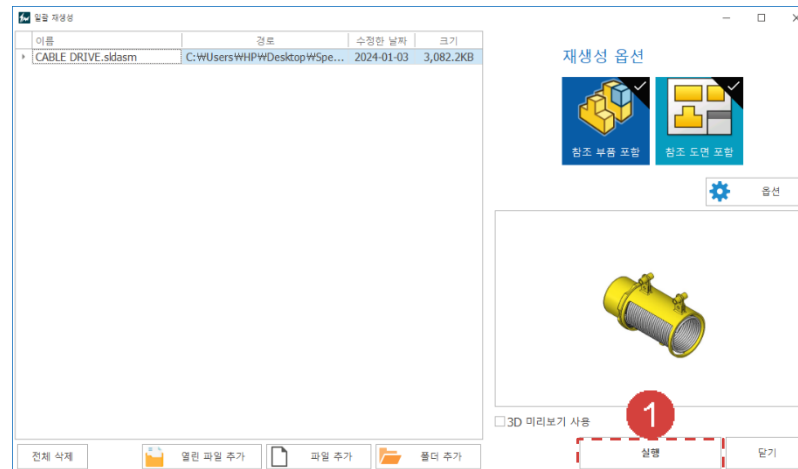 일괄 재생성
이름 경로 수정한 날짜 크기
CABLE DRIVE.sldasm C:₩Users₩HP₩Desktop₩Spe... 2024-01-03 3,082.2KB
재생성 옵션
참조 부품 포함 참조 도면 포함
옵션
3D 미리보기 사용
1
전체 삭제 열린 파일 추가 파일 추가 폴더 추가 실행 닫기